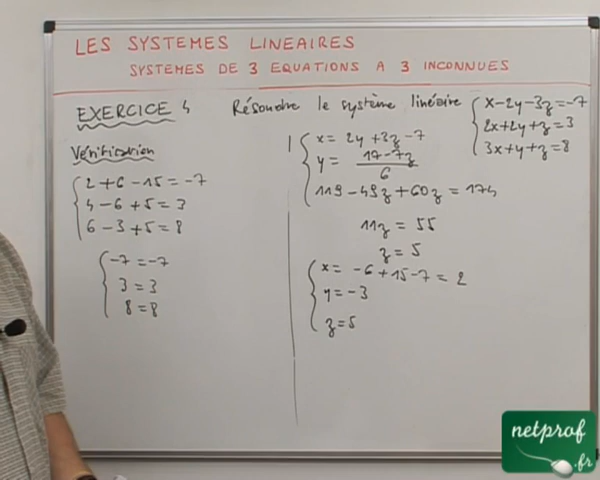 LES SYSTEMES LINEAIRES
SYSTEMES DE 3 EQUATIONS A 3 INCONNUES
EXERCICE 4
Résoudre le système linéaire
x-2y-3z=-7
2x+2y+z=3
3x+y+z=8
Vérification
2+6-15=-7
4-6+5=3
6-3+5=8
-7=-7
3=3
8=8
x= 2y+3z-7
y= 17-7z
6
119-49z+60z=174
11z=55
z=5
x= -6+15-7=2
y=-3
z=5
netprof
.fr